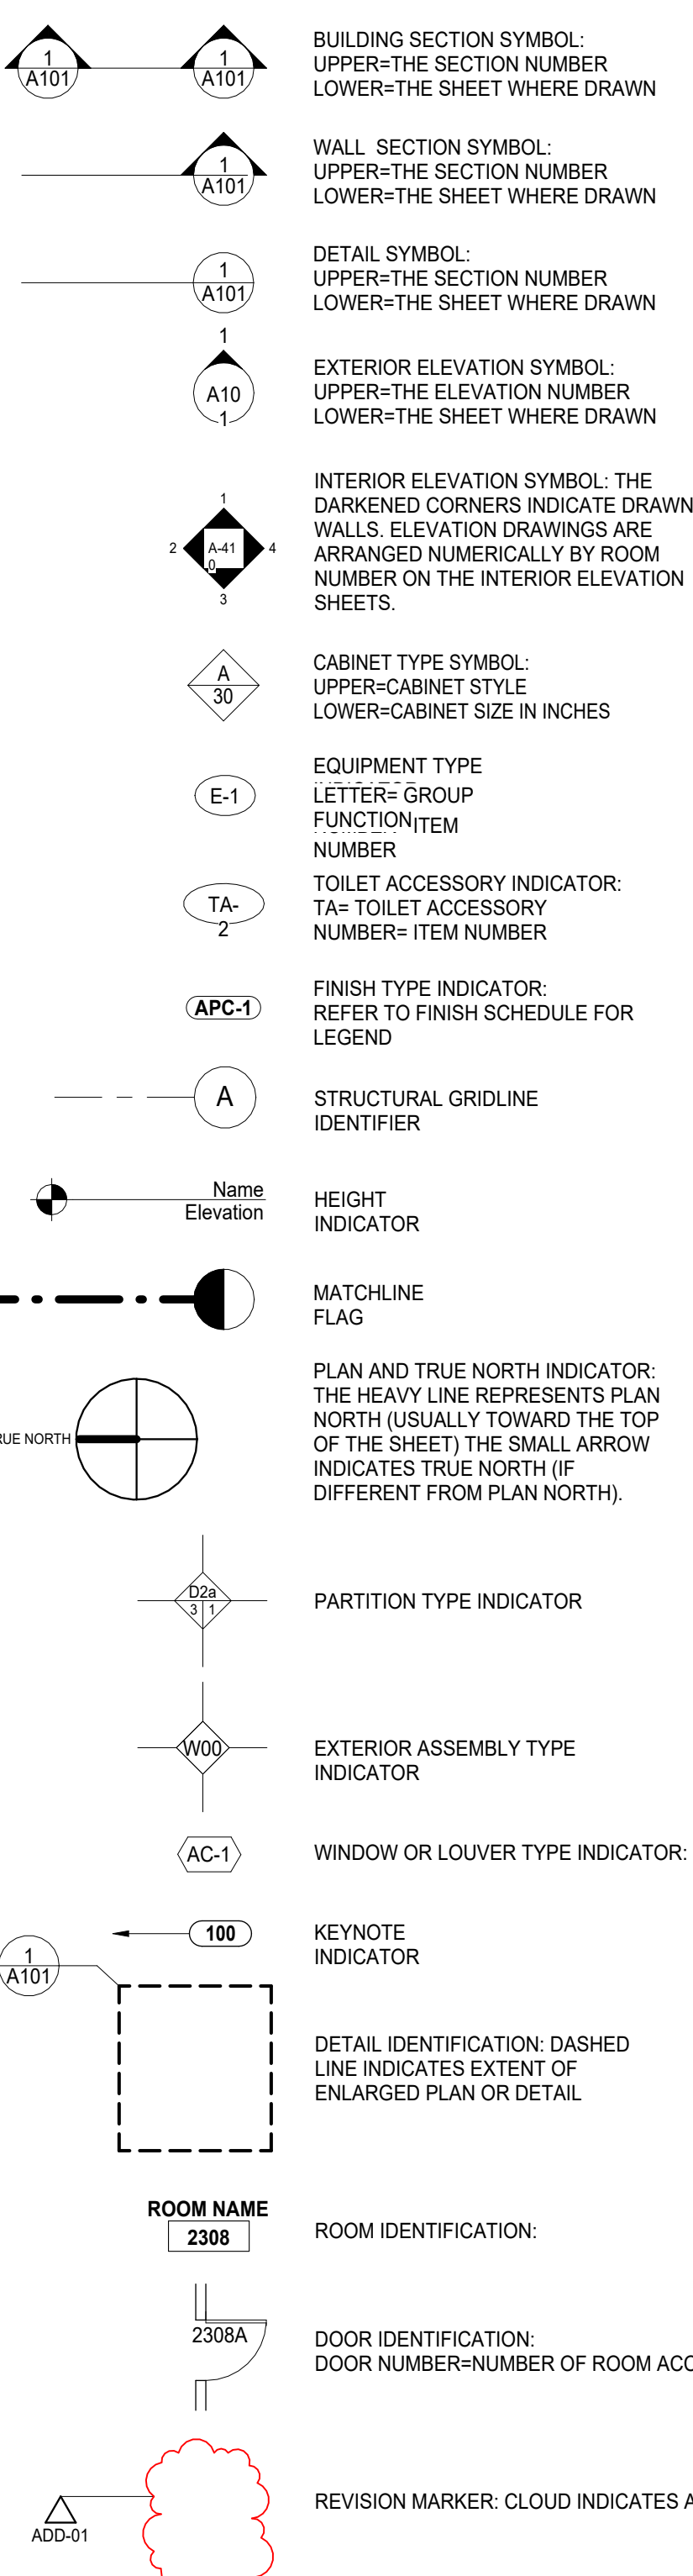 1
A101
1
A101
BUILDING SECTION SYMBOL:
UPPER=THE SECTION NUMBER
LOWER=THE SHEET WHERE DRAWN
1
A101
WALL SECTION SYMBOL:
UPPER=THE SECTION NUMBER
LOWER=THE SHEET WHERE DRAWN
1
A101
DETAIL SYMBOL:
UPPER=THE SECTION NUMBER
LOWER=THE SHEET WHERE DRAWN
1
A10
1
EXTERIOR ELEVATION SYMBOL:
UPPER=THE ELEVATION NUMBER
LOWER=THE SHEET WHERE DRAWN
1
2
A-41
0
4
3
INTERIOR ELEVATION SYMBOL: THE
DARKENED CORNERS INDICATE DRAWN
WALLS. ELEVATION DRAWINGS ARE
ARRANGED NUMERICALLY BY ROOM
NUMBER ON THE INTERIOR ELEVATION
SHEETS.
A
30
CABINET TYPE SYMBOL:
UPPER=CABINET STYLE
LOWER=CABINET SIZE IN INCHES
E-1
EQUIPMENT TYPE
LETTER= GROUP
FUNCTION
ITEM
NUMBER
TA-
2
TOILET ACCESSORY INDICATOR:
TA= TOILET ACCESSORY
NUMBER= ITEM NUMBER
APC-1
FINISH TYPE INDICATOR:
REFER TO FINISH SCHEDULE FOR
LEGEND
A
STRUCTURAL GRIDLINE
IDENTIFIER
Name
Elevation
HEIGHT
INDICATOR
MATCHLINE
FLAG
NORTH
PLAN AND TRUE NORTH INDICATOR:
THE HEAVY LINE REPRESENTS PLAN
NORTH (USUALLY TOWARD THE TOP
OF THE SHEET) THE SMALL ARROW
INDICATES TRUE NORTH (IF
DIFFERENT FROM PLAN NORTH).
D2a
3 1
PARTITION TYPE INDICATOR
W00
EXTERIOR ASSEMBLY TYPE
INDICATOR
AC-1
WINDOW OR LOUVER TYPE INDICATOR:
100
KEYNOTE
INDICATOR
1
A101
DETAIL IDENTIFICATION: DASHED
LINE INDICATES EXTENT OF
ENLARGED PLAN OR DETAIL
ROOM NAME
2308
ROOM IDENTIFICATION:
2308A
DOOR IDENTIFICATION:
DOOR NUMBER=NUMBER OF ROOM
ADD-01
REVISION MARKER: CLOUD INDICATES